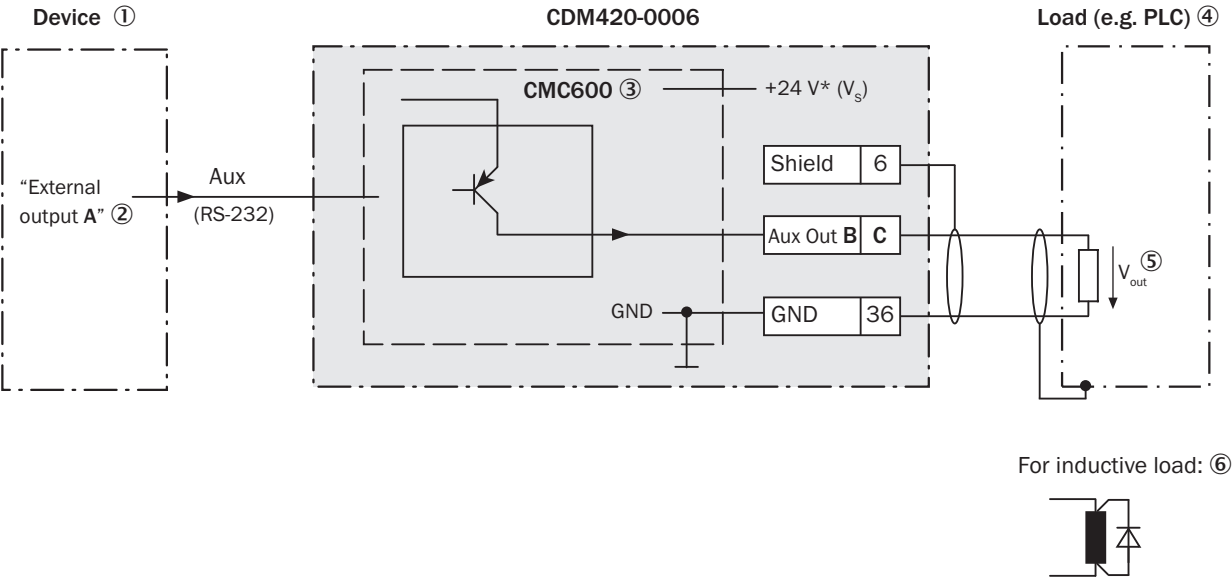 Device ①
CDM420-0006
Load (e.g. PLC) ④
CMC600 ③
+24 V* (Vs)
Shield 6
"External
output A" ②
Aux
(RS-232)
Aux Out B C
Vout ⑤
GND
GND 36
For inductive load: ⑥